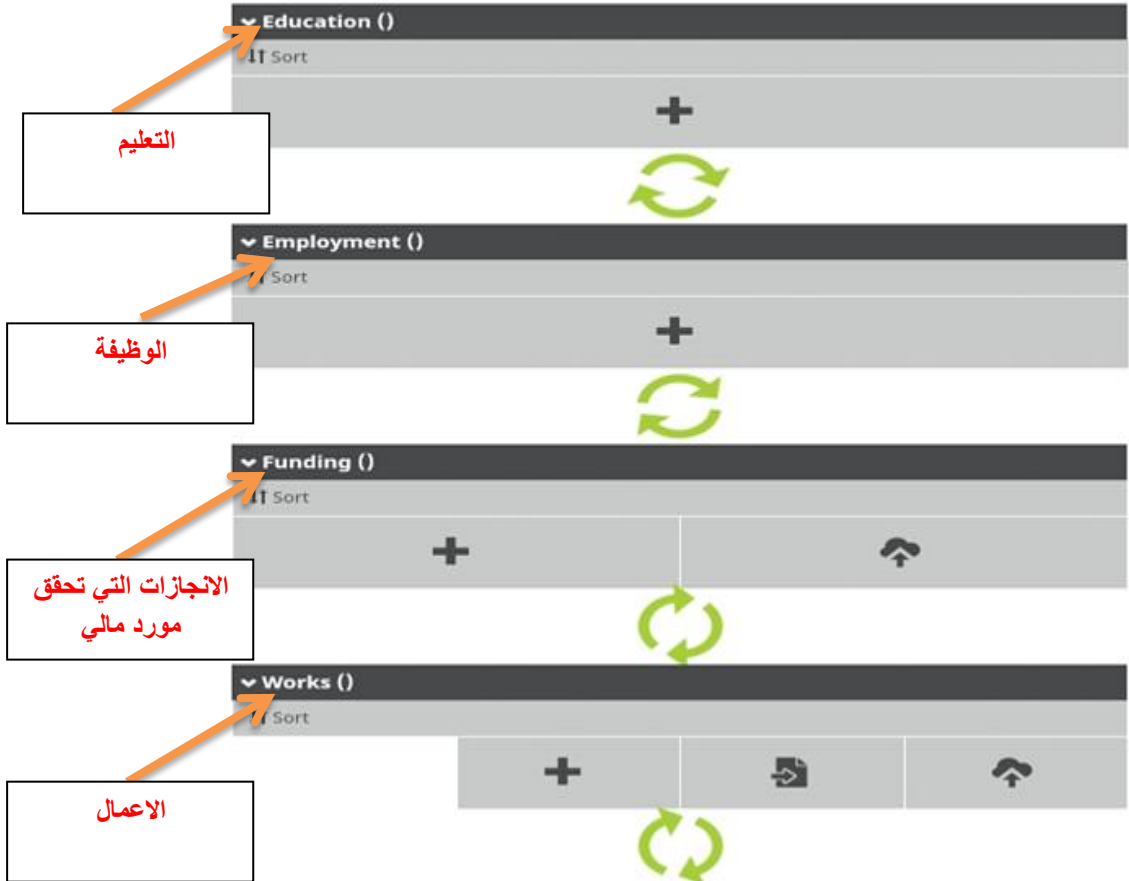 Education ()
Sort
التعليم
Employment ()
Sort
الوظيفة
Funding ()
Sort
الانجازات التي تحقق
مورد مالي
Works ()
Sort
الاعمال